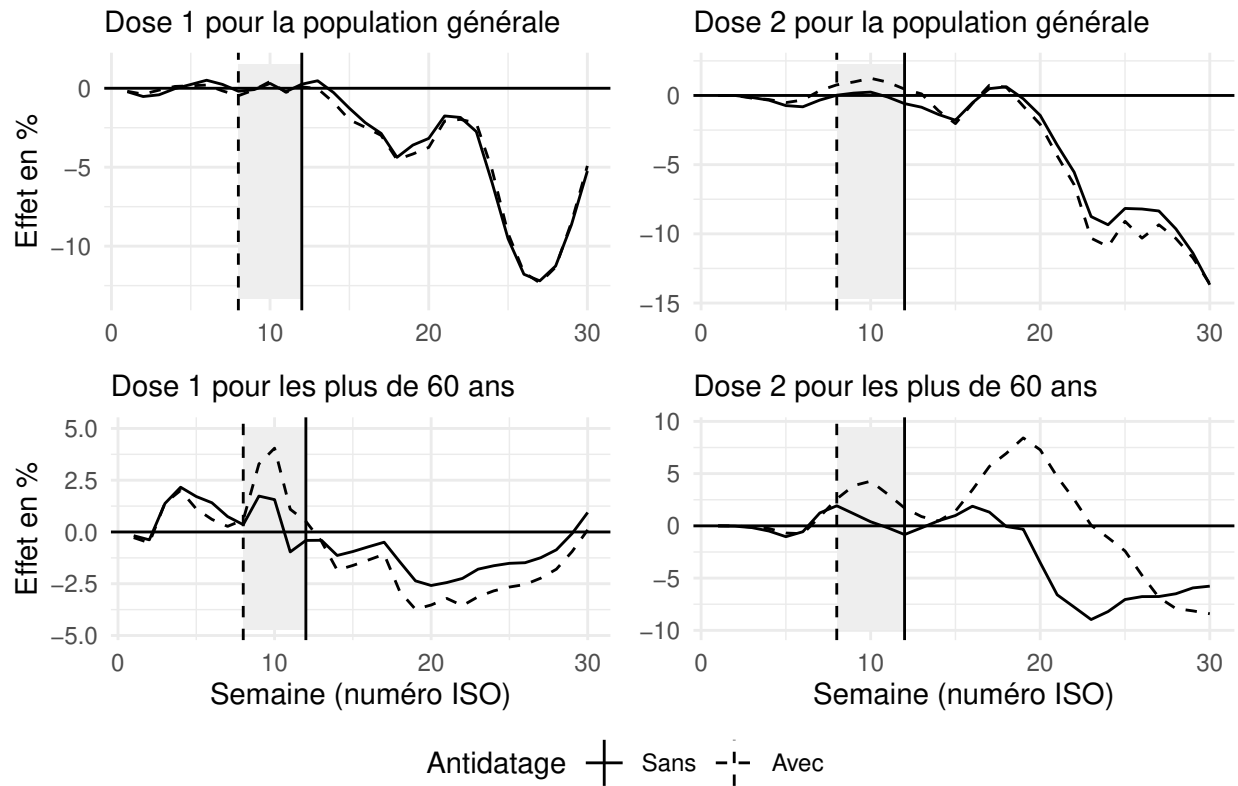 Dose 1 pour la population générale
Dose 2 pour la population générale
Effet en %
0
−5
−10
0
−5
−10
−15
0 10 20 30
0 10 20 30
Dose 1 pour les plus de 60 ans
Dose 2 pour les plus de 60 ans
Effet en %
5.0
2.5
0.0
−2.5
−5.0
10
5
0
−5
−10
0 10 20 30
0 10 20 30
Semaine (numéro ISO)
Semaine (numéro ISO)
Antidatage Sans Avec